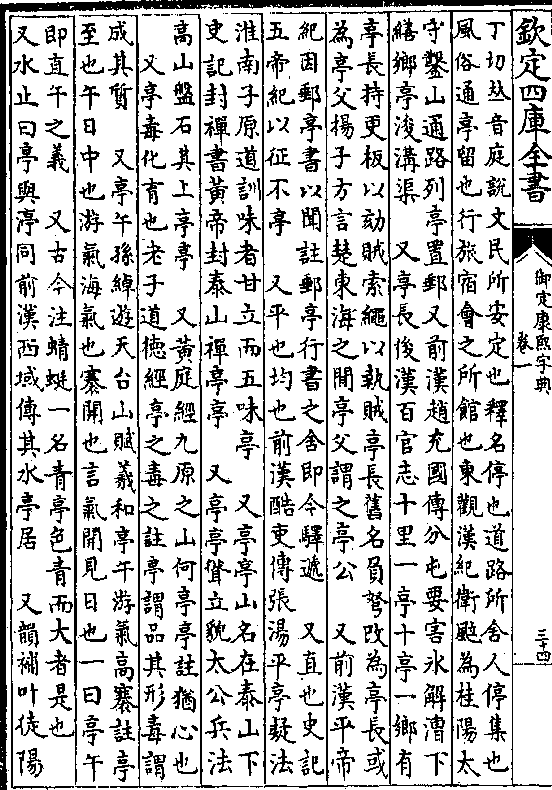 欽定四庫全書
御定康熙字典
卷一
三十四
丁切𠀤音庭説文民所安定也釋名停也道路所舍人停集也
風俗通亭留也行旅宿會之所館也東觀漢紀衛颯為桂陽太
守鑿山通路列亭置郵又前漢趙充國傳分屯要害冰解漕下
繕鄉亭浚溝渠　又亭長後漢百官志十里一亭十亭一鄉有
亭長持更板以劾賊索繩以執賊亭長舊名負弩改為亭長或
為亭父揚子方言楚東海之間亭父謂之亭公　又前漢平帝
紀因郵亭書以聞註郵亭行書之舍即今驛遞　又直也史記
五帝紀以征不亭　又平也均也前漢酷吏傳張湯平亭疑法
淮南子原道訓味者甘立而五味亭　又亭亭山名在泰山下
史記封禪書黃帝封泰山禪亭亭　又亭亭聳立貌太公兵法
高山盤石其上亭亭　又黃庭經九原之山何亭亭註猶心也
又亭毒化育也老子道德經亭之毒之註亭謂品其形毒謂
成其質　又亭午孫綽遊天台山賦羲和亭午游氣高褰註亭
至也午日中也游氣海氣也褰開也言氣開見日也一曰亭午
即直午之義　又古今注蜻蜓一名青亭色青而大者是也
又水止曰亭與渟同前漢西域傳其水亭居　又韻補叶徒陽